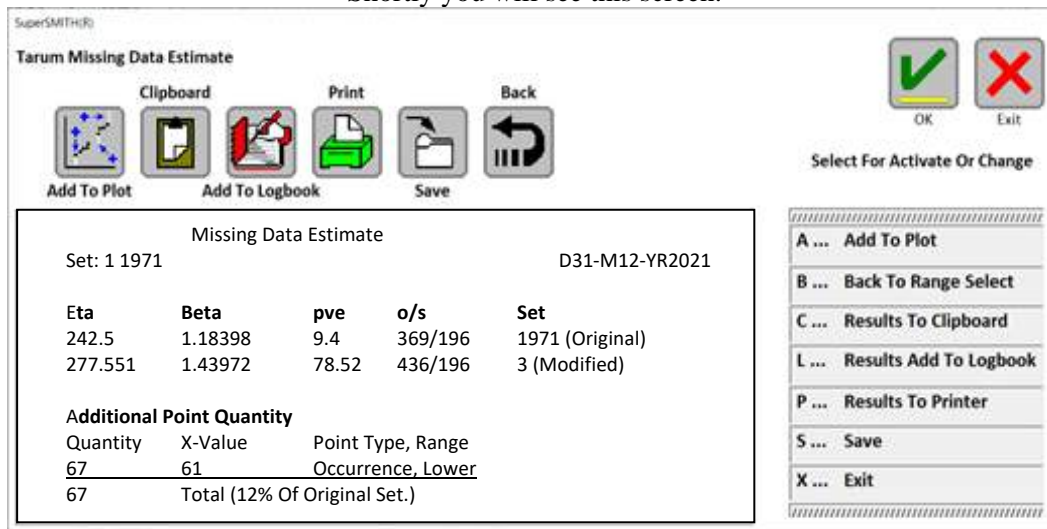 Shortly you will see this screen:
SuperSMITH(R)
Tarum Missing Data Estimate
Clipboard Print Back
OK Exit
Add To Plot Add To Logbook Save
Select For Activate Or Change
Missing Data Estimate
Set: 1 1971 D31-M12-YR2021
Eta Beta pve o/s Set
242.5 1.18398 9.4 369/196 1971 (Original)
277.551 1.43972 78.52 436/196 3 (Modified)
Additional Point Quantity
Quantity X-Value Point Type, Range
67 61 Occurrence, Lower
67 Total (12% Of Original Set.)
A ... Add To Plot
B ... Back To Range Select
C ... Results To Clipboard
L ... Results Add To Logbook
P ... Results To Printer
S ... Save
X ... Exit